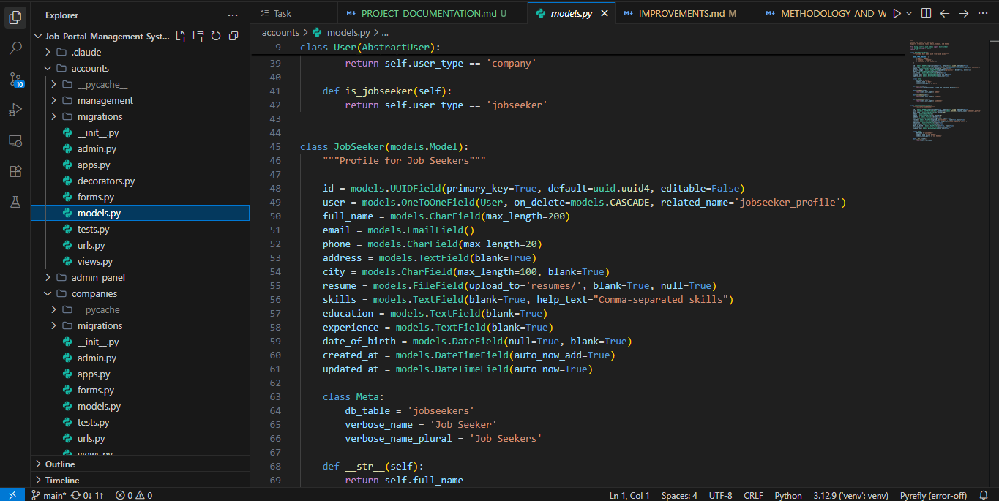 Explorer
Task
PROJECT_DOCUMENTATION.md U
models.py
IMPROVEMENTS.md M
METHODOLOGY_AND_W
Job-Portal-Management-Syst...
.claude
accounts
__pycache__
management
migrations
__init__.py
admin.py
apps.py
decorators.py
forms.py
models.py
tests.py
urls.py
views.py
admin_panel
companies
__pycache__
migrations
__init__.py
admin.py
apps.py
forms.py
models.py
tests.py
urls.py
views.py
Outline
Timeline
10
accounts > models.py > ...
9 class User(AbstractUser):
39 return self.user_type == 'company'
40
41 def is_jobseeker(self):
42 return self.user_type == 'jobseeker'
43
44
45 class JobSeeker(models.Model):
46 """Profile for Job Seekers"""
47
48 id = models.UUIDField(primary_key=True, default=uuid.uuid4, editable=False)
49 user = models.OneToOneField(User, on_delete=models.CASCADE, related_name='jobseeker_profile')
50 full_name = models.CharField(max_length=200)
51 email = models.EmailField()
52 phone = models.CharField(max_length=20)
53 address = models.TextField(blank=True)
54 city = models.CharField(max_length=100, blank=True)
55 resume = models.FileField(upload_to='resumes/', blank=True, null=True)
56 skills = models.TextField(blank=True, help_text="Comma-separated skills")
57 education = models.TextField(blank=True)
58 experience = models.TextField(blank=True)
59 date_of_birth = models.DateField(null=True, blank=True)
60 created_at = models.DateTimeField(auto_now_add=True)
61 updated_at = models.DateTimeField(auto_now=True)
62
63 class Meta:
64 db_table = 'jobseekers'
65 verbose_name = 'Job Seeker'
66 verbose_name_plural = 'Job Seekers'
67
68 def __str__(self):
69 return self.full_name
main* 0↓ 1↑ 0 0
Ln 1, Col 1 Spaces: 4 UTF-8 CRLF Python 3.12.9 ('venv': venv) Pyrefly (error-off)